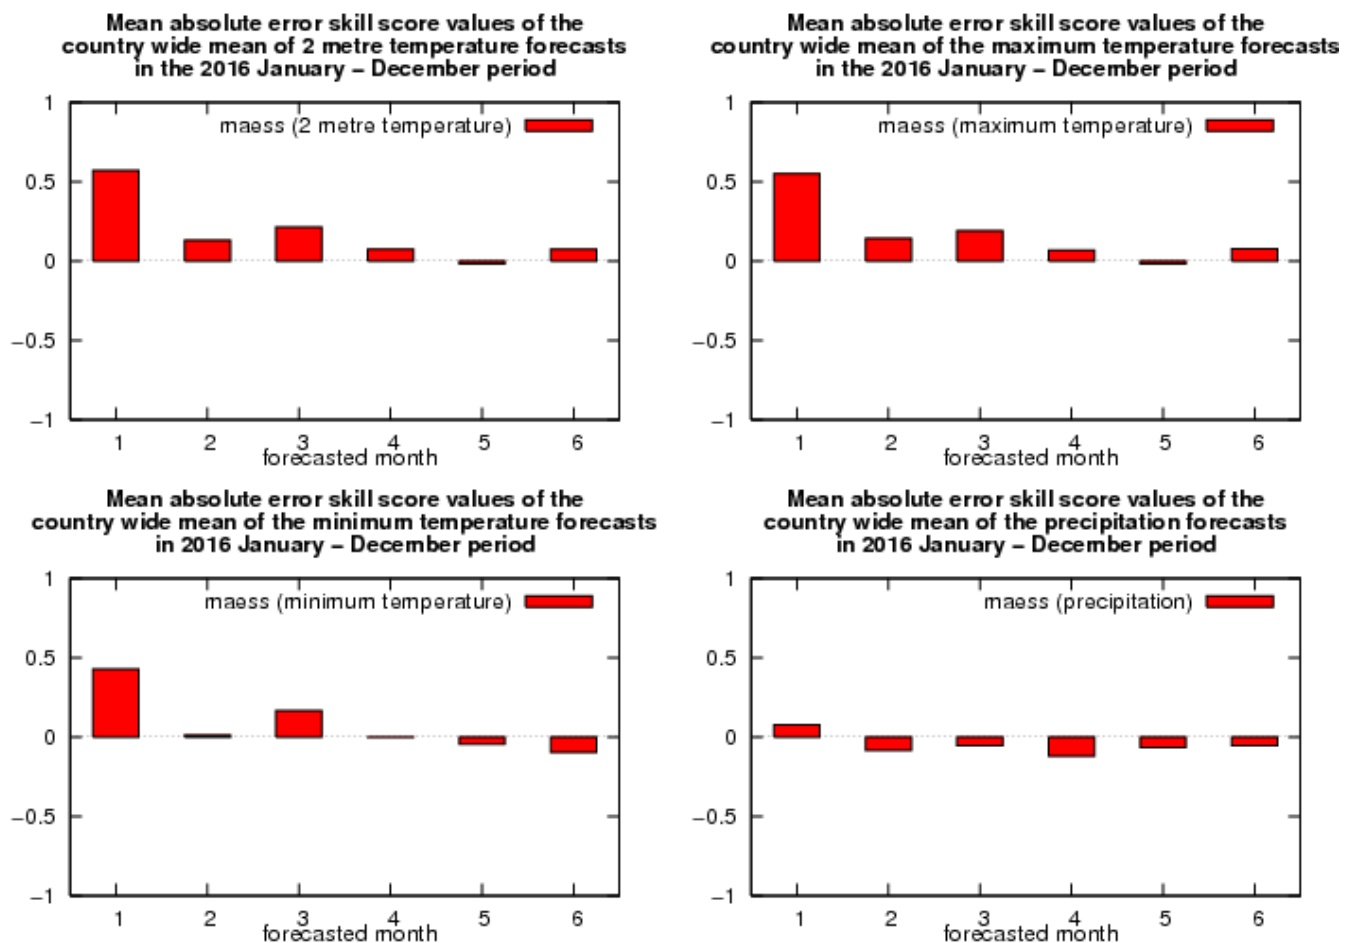 Mean absolute error skill score values of the
country wide mean of 2 metre temperature forecasts
in the 2016 January – December period
1
maess (2 metre temperature)
0.5
0
−0.5
−1
1 2 3 4 5 6
forecasted month
Mean absolute error skill score values of the
country wide mean of the maximum temperature forecasts
in the 2016 January – December period
1
maess (maximum temperature)
0.5
0
−0.5
−1
1 2 3 4 5 6
forecasted month
Mean absolute error skill score values of the
country wide mean of the minimum temperature forecasts
in 2016 January – December period
1
maess (minimum temperature)
0.5
0
−0.5
−1
1 2 3 4 5 6
forecasted month
Mean absolute error skill score values of the
country wide mean of the precipitation forecasts
in 2016 January – December period
1
maess (precipitation)
0.5
0
−0.5
−1
1 2 3 4 5 6
forecasted month